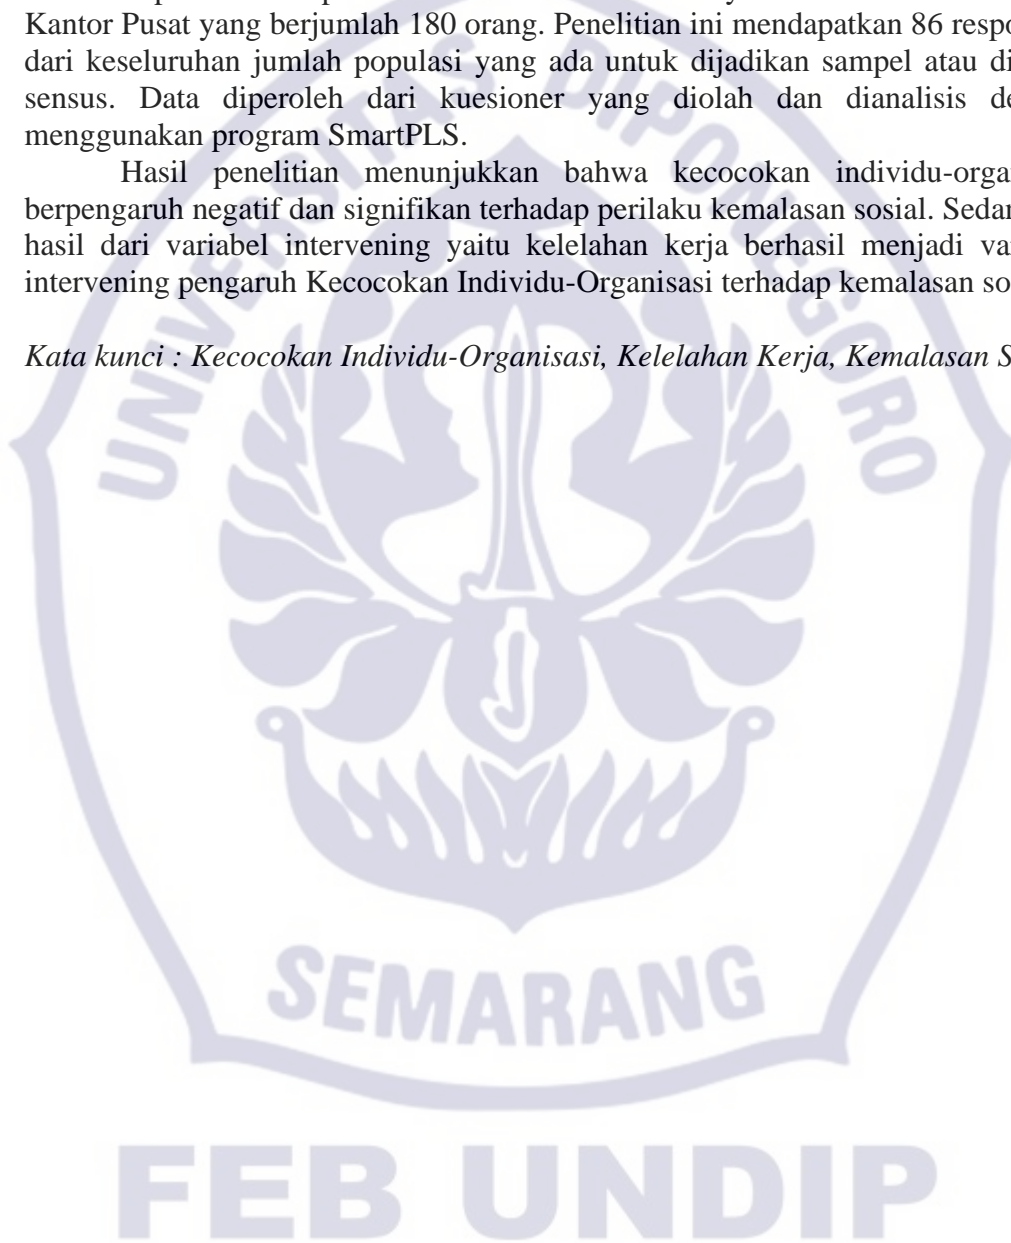 Kantor Pusat yang berjumlah 180 orang. Penelitian ini mendapatkan 86 respo
dari keseluruhan jumlah populasi yang ada untuk dijadikan sampel atau di
sensus. Data diperoleh dari kuesioner yang diolah dan dianalisis de
menggunakan program SmartPLS.
Hasil penelitian menunjukkan bahwa kecocokan individu-orga
berpengaruh negatif dan signifikan terhadap perilaku kemalasan sosial. Sedar
hasil dari variabel intervening yaitu kelelahan kerja berhasil menjadi va
intervening pengaruh Kecocokan Individu-Organisasi terhadap kemalasan so
Kata kunci : Kecocokan Individu-Organisasi, Kelelahan Kerja, Kemalasan S
UNIVERSITAS DIPONEGORO
SEMARANG
FEB UNDIP